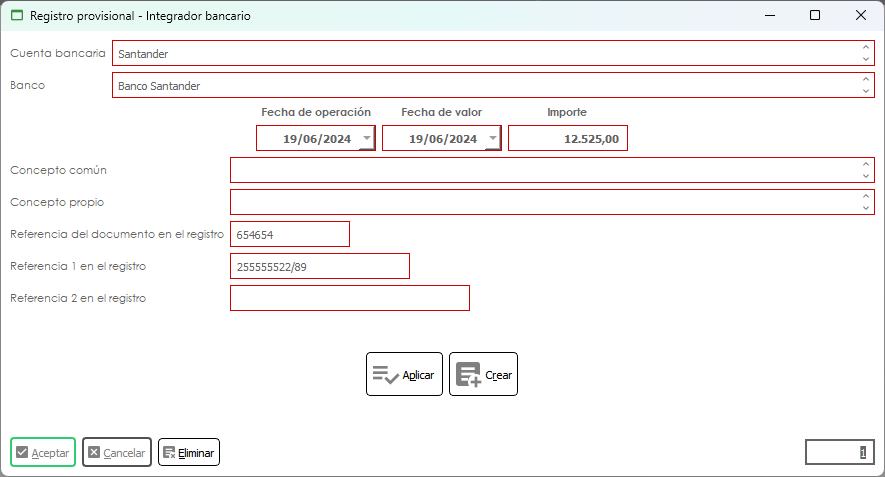 Registro provisional - Integrador bancario
Cuenta bancaria Santander
Banco Banco Santander
Fecha de operación Fecha de valor Importe
19/06/2024 19/06/2024 12.525,00
Concepto común
Concepto propio
Referencia del documento en el registro 654654
Referencia 1 en el registro 255555522/89
Referencia 2 en el registro
Aplicar Crear
Aceptar Cancelar Eliminar 1